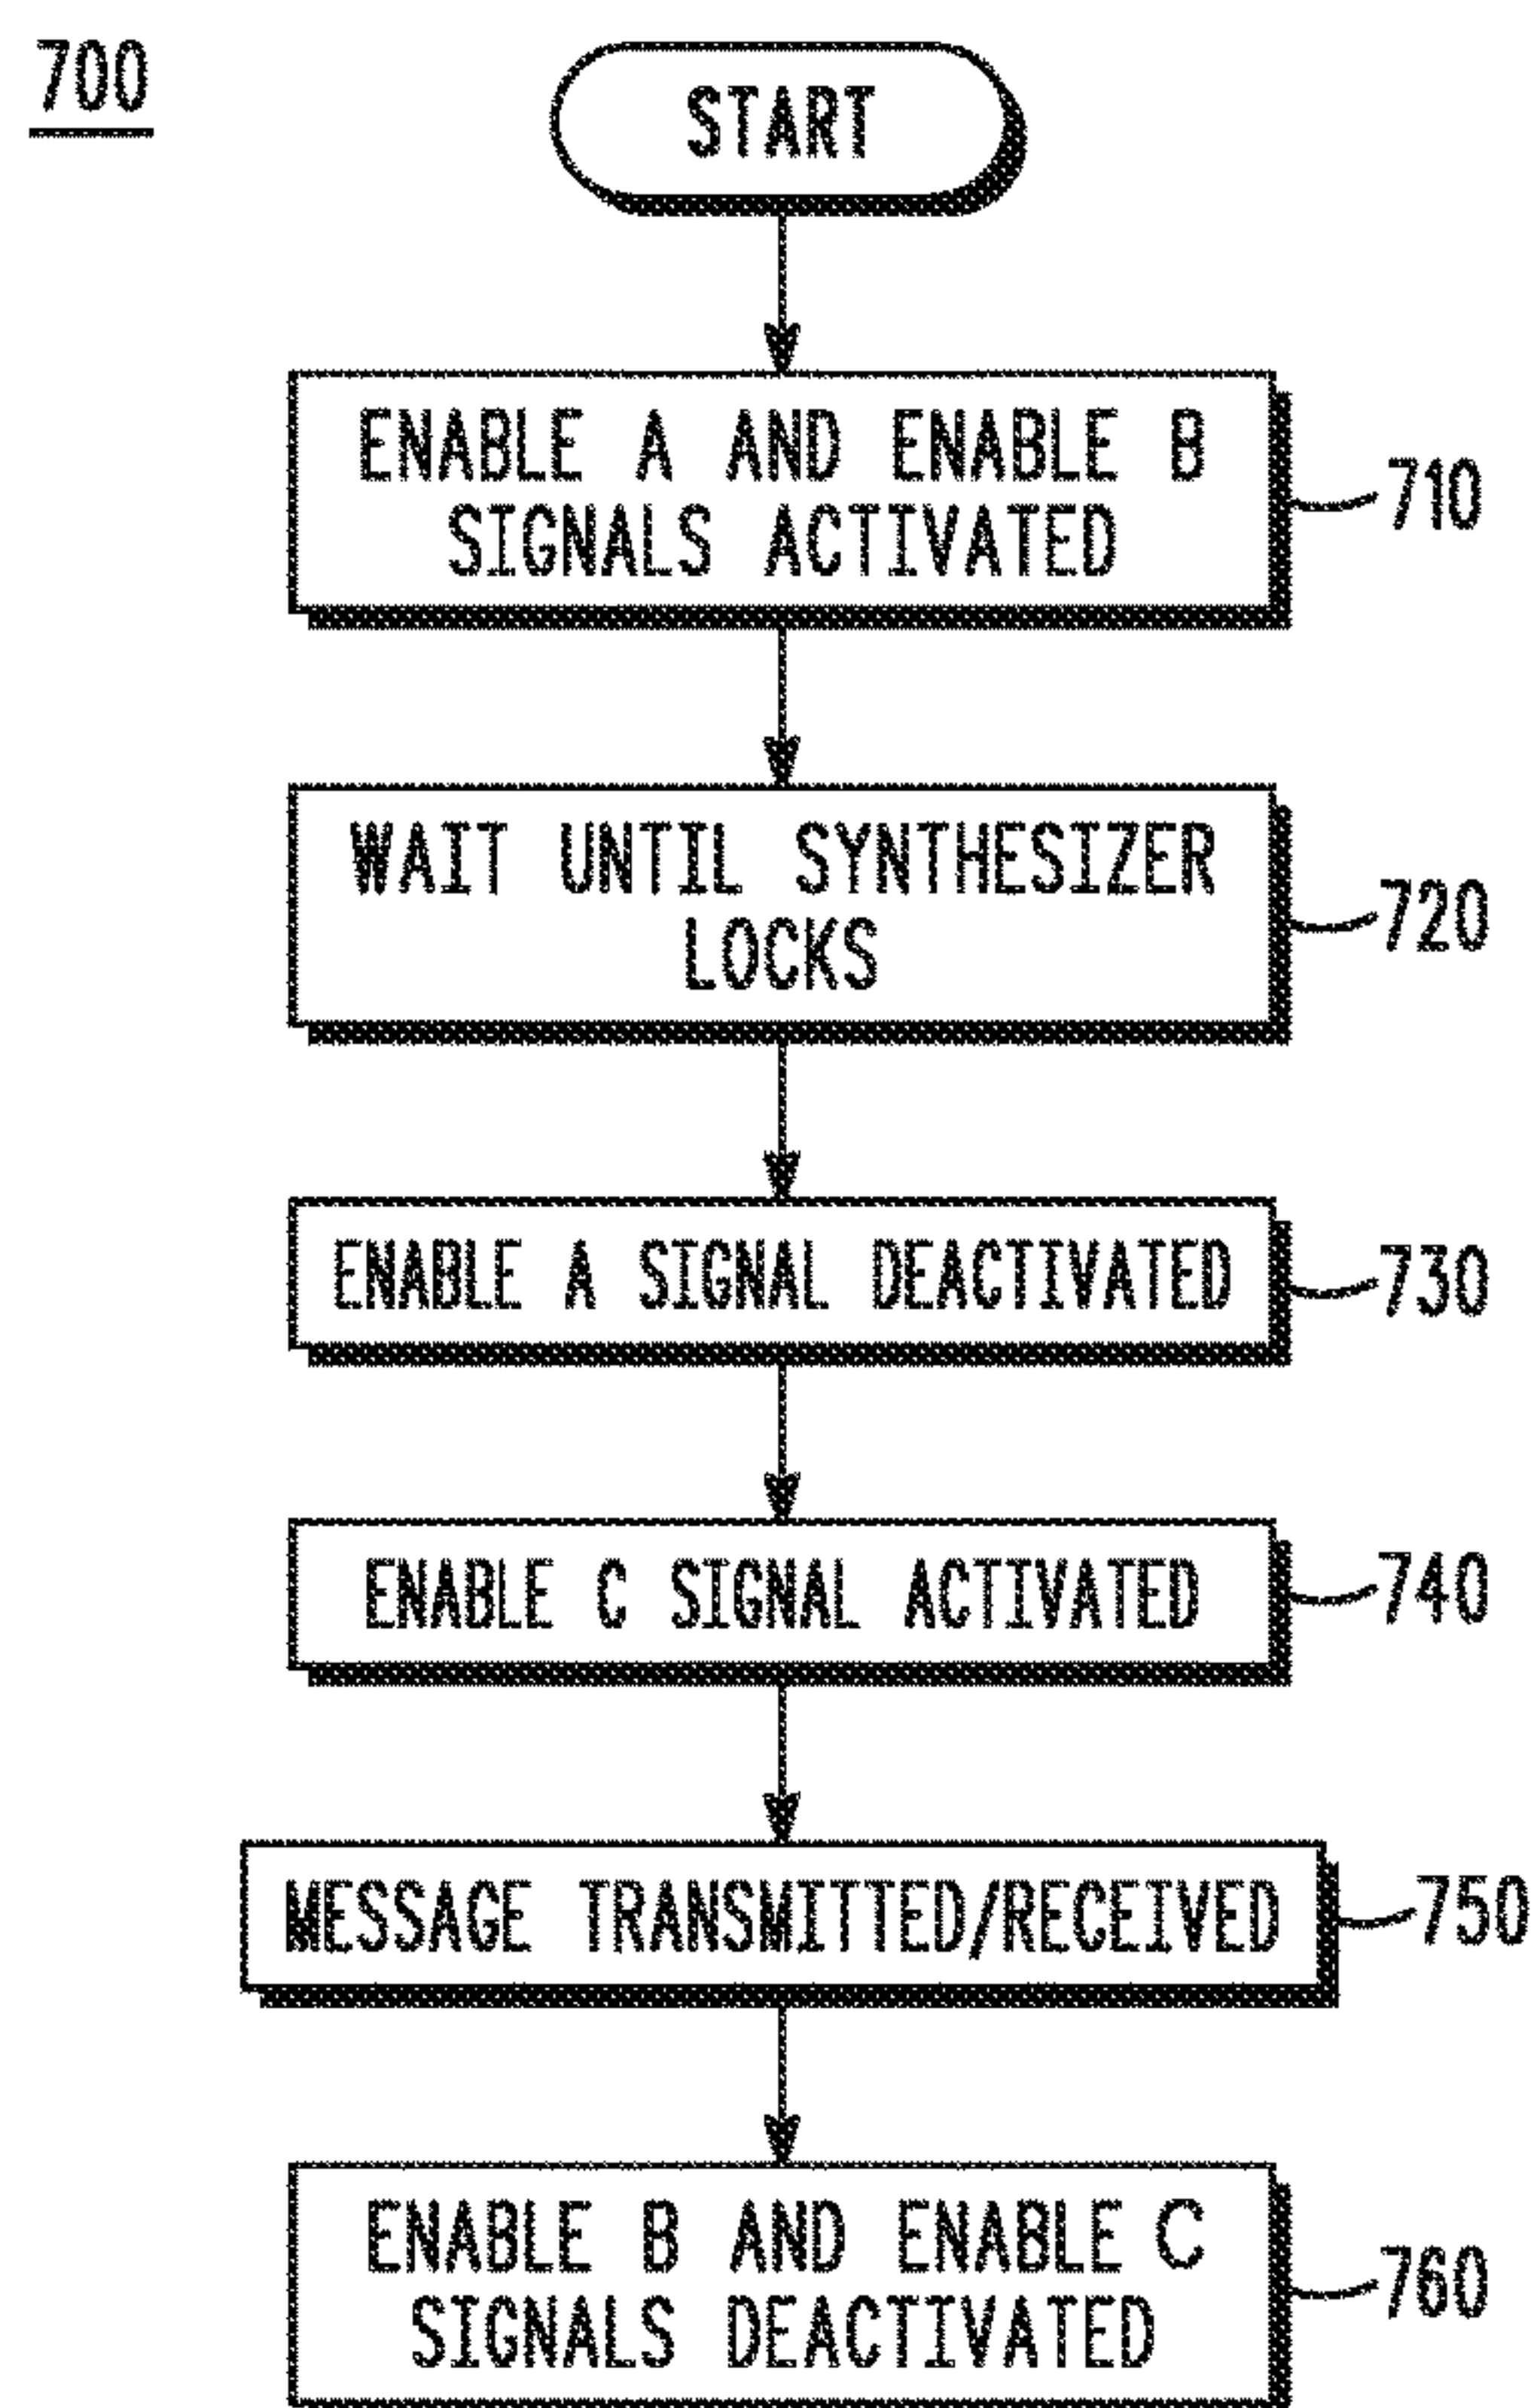 700
START
ENABLE A AND ENABLE B
SIGNALS ACTIVATED
710
WAIT UNTIL SYNTHESIZER
LOCKS
720
ENABLE A SIGNAL DEACTIVATED
730
ENABLE C SIGNAL ACTIVATED
740
MESSAGE TRANSMITTED/RECEIVED
750
ENABLE B AND ENABLE C
SIGNALS DEACTIVATED
760